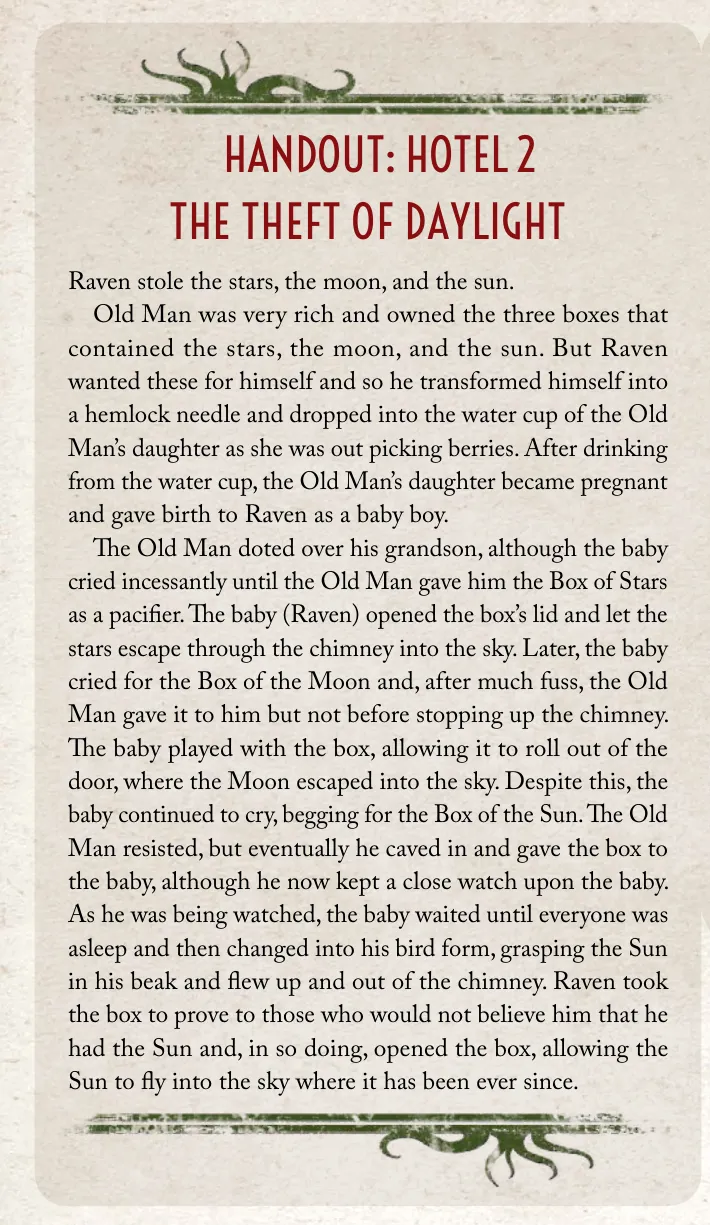 HANDOUT: HOTEL 2
THE THEFT OF DAYLIGHT
Raven stole the stars, the moon, and the sun.
Old Man was very rich and owned the three boxes that
contained the stars, the moon, and the sun. But Raven
wanted these for himself and so he transformed himself into
a hemlock needle and dropped into the water cup of the Old
Man's daughter as she was out picking berries. After drinking
from the water cup, the Old Man's daughter became pregnant
and gave birth to Raven as a baby boy.
The Old Man doted over his grandson, although the baby
cried incessantly until the Old Man gave him the Box of Stars
as a pacifier. The baby (Raven) opened the box's lid and let the
stars escape through the chimney into the sky. Later, the baby
cried for the Box of the Moon and, after much fuss, the Old
Man gave it to him but not before stopping up the chimney.
The baby played with the box, allowing it to roll out of the
door, where the Moon escaped into the sky. Despite this, the
baby continued to cry, begging for the Box of the Sun. The Old
Man resisted, but eventually he caved in and gave the box to
the baby, although he now kept a close watch upon the baby.
As he was being watched, the baby waited until everyone was
asleep and then changed into his bird form, grasping the Sun
in his beak and flew up and out of the chimney. Raven took
the box to prove to those who would not believe him that he
had the Sun and, in so doing, opened the box, allowing the
Sun to fly into the sky where it has been ever since.